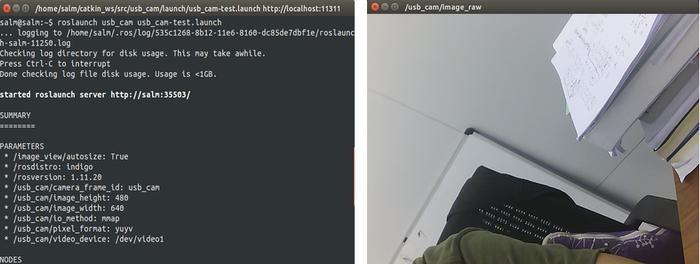 /home/salm/catkin_ws/src/usb_cam/launch/usb_cam-test.launch http://localhost:11311
salm@salm:~$ roslaunch usb_cam usb_cam-test.launch
... logging to /home/salm/.ros/log/535c1268-8b12-11e6-8160-dc85de7dbf1e/roslaunc
h-salm-11250.log
Checking log directory for disk usage. This may take awhile.
Press Ctrl-C to interrupt
Done checking log file disk usage. Usage is <1GB.
started roslaunch server http://salm:35503/
SUMMARY
========
PARAMETERS
* /image_view/autosize: True
* /rosdistro: indigo
* /rosversion: 1.11.20
* /usb_cam/camera_frame_id: usb_cam
* /usb_cam/image_height: 480
* /usb_cam/image_width: 640
* /usb_cam/io_method: mmap
* /usb_cam/pixel_format: yuyv
* /usb_cam/video_device: /dev/video1
NODES
/usb_cam/image_raw